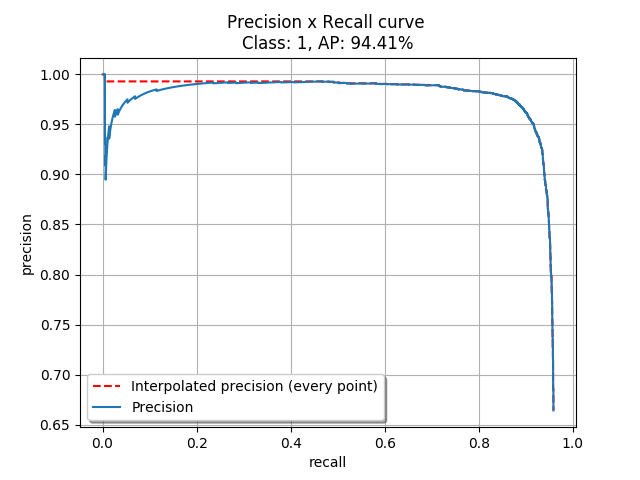 Precision x Recall curve
Class: 1, AP: 94.41%
1.00
0.95
0.90
0.85
0.80
0.75
0.70
0.65
precision
Interpolated precision (every point)
Precision
0.0 0.2 0.4 0.6 0.8 1.0
recall